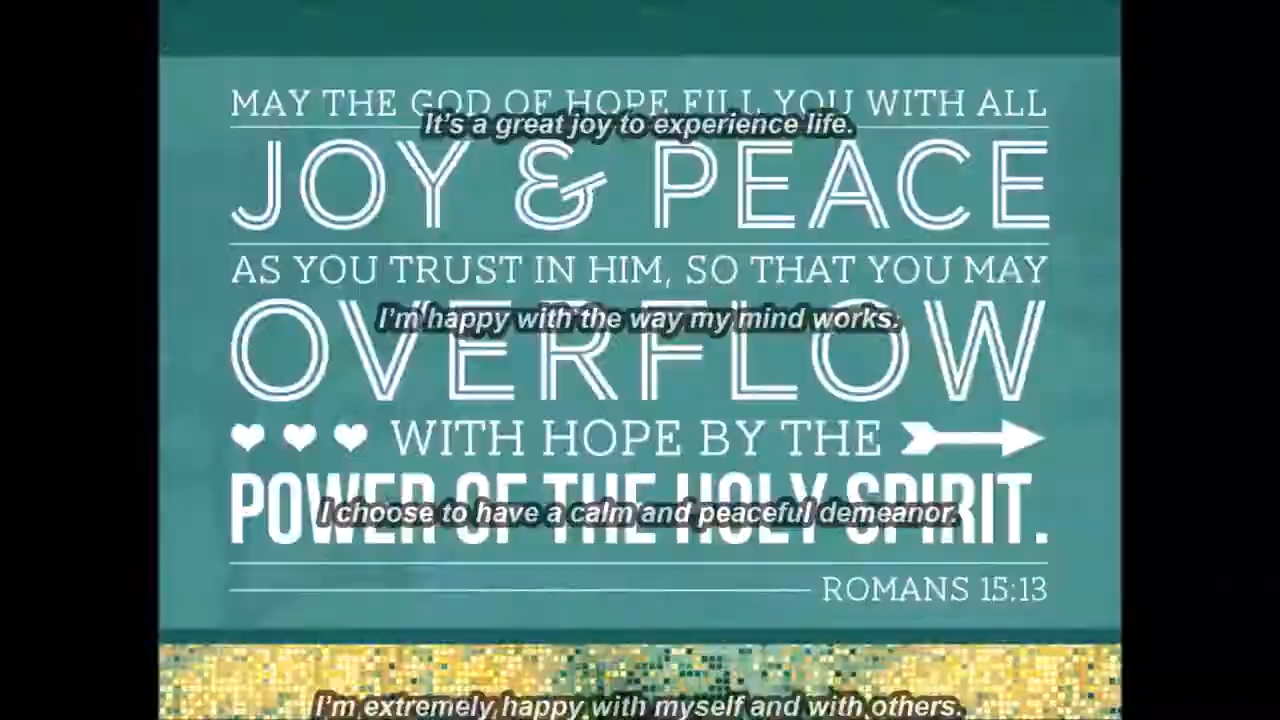 MAY THE GOD OF HOPE FILL YOU WITH ALL
It's a great joy to experience life.
JOY & PEACE
AS YOU TRUST IN HIM, SO THAT YOU MAY
I'm happy with the way my mind works.
OVERFLOW
WITH HOPE BY THE
POWER OF THE HOLY SPIRIT.
I choose to have a calm and peaceful demeanor.
ROMANS 15:13
I'm extremely happy with myself and with others.